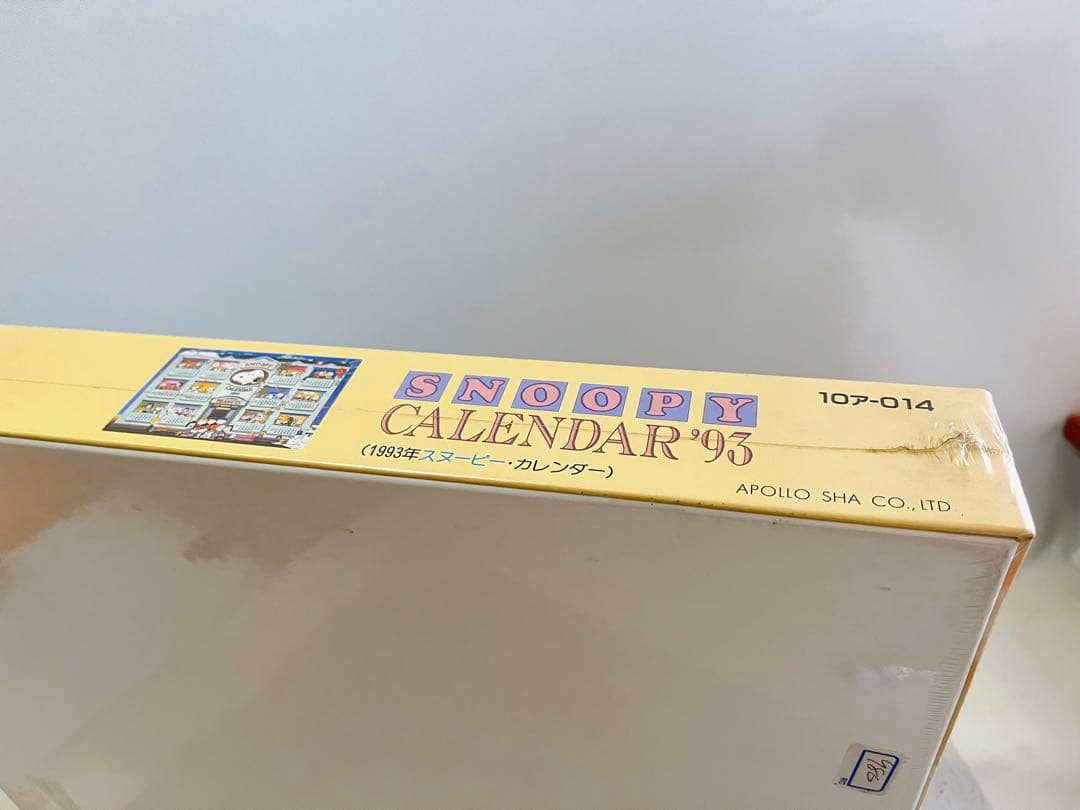 SNOOPY
CALENDAR '93
(1993年スヌーピー・カレンダー)
10ア-014
APOLLO SHA CO., LTD